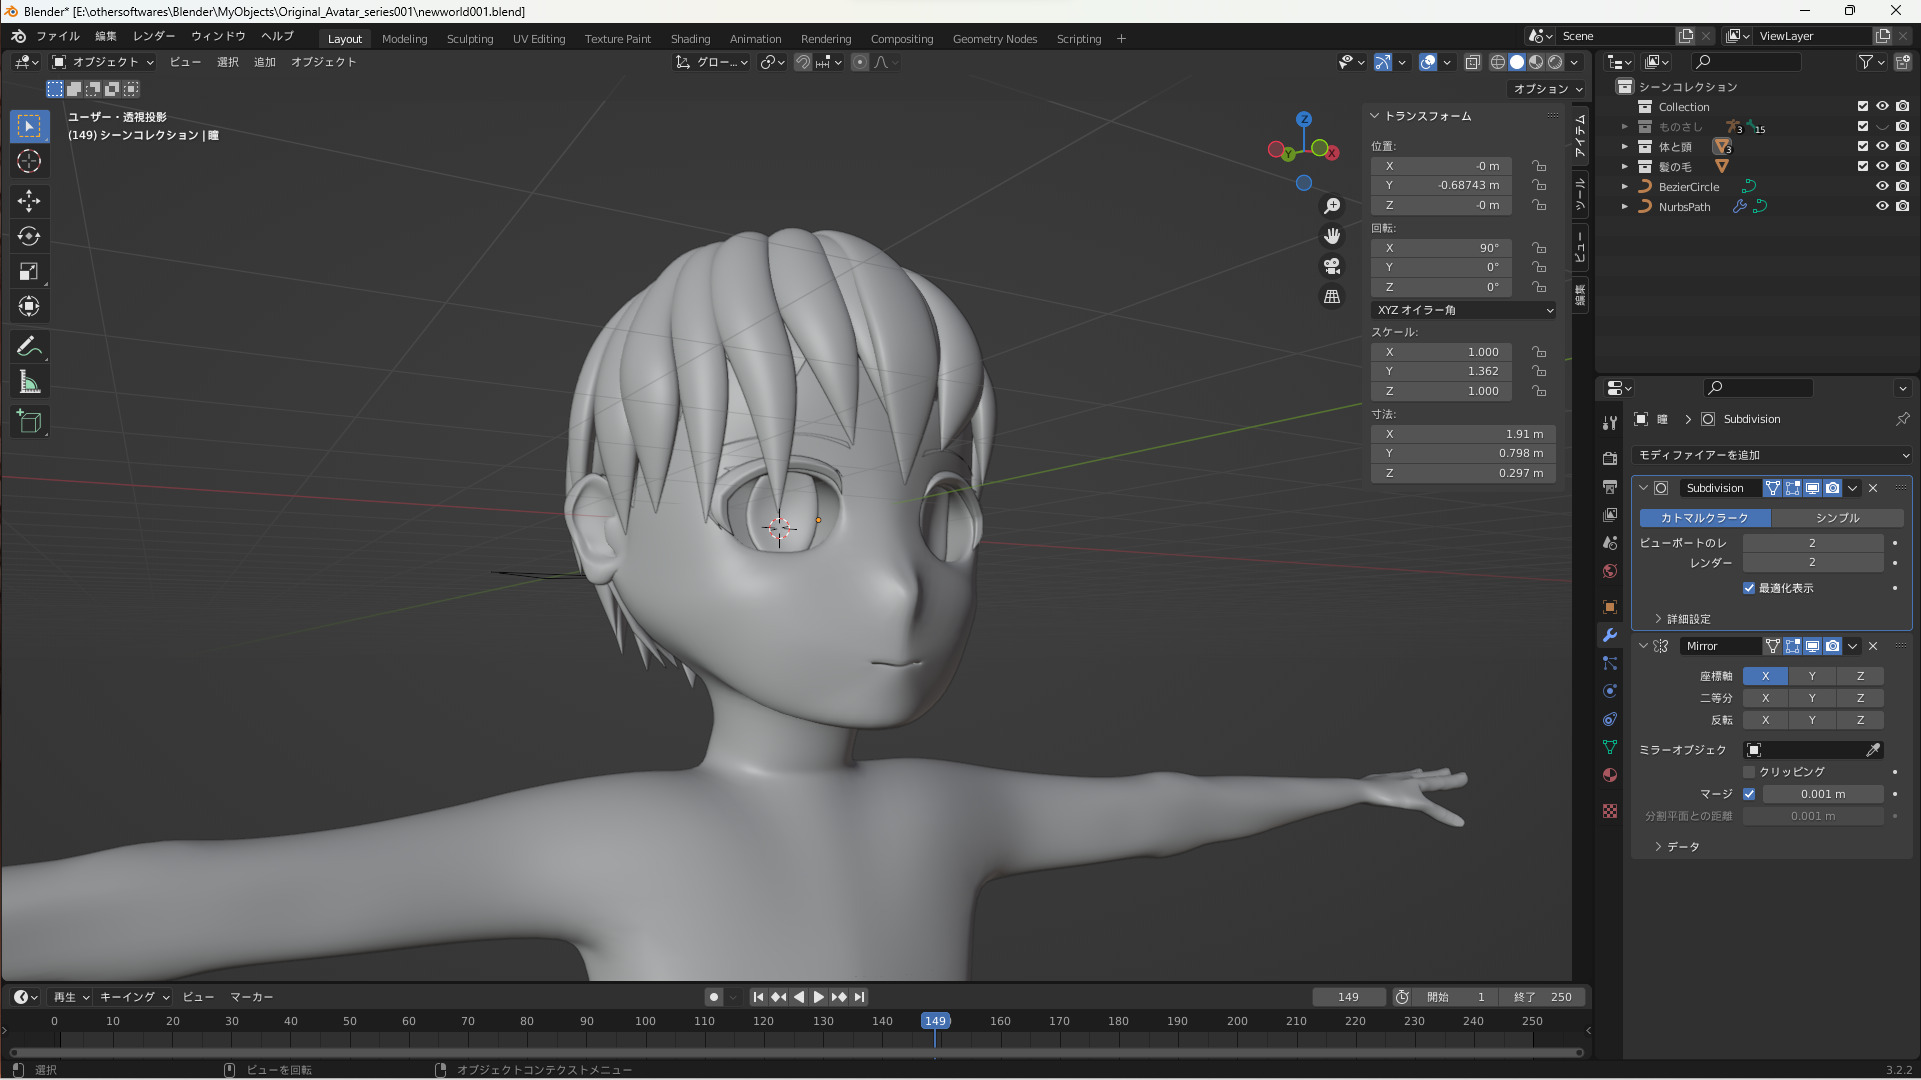 Blender* [E:\othersoftwares\Blender\MyObjects\Original_Avatar_series001\newworld001.blend]
ファイル 編集 レンダー ウィンドウ ヘルプ Layout Modeling Sculpting UV Editing Texture Paint Shading Animation Rendering Compositing Geometry Nodes Scripting + Scene ViewLayer
オブジェクト ビュー 選択 追加 オブジェクト グロー...
オプション
ユーザー・透視投影
(149) シーンコレクション | 瞳
Z
Y
X
トランスフォーム
位置:
X -0 m
Y -0.68743 m
Z -0 m
回転:
X 90°
Y 0°
Z 0°
XYZ オイラー角
スケール:
X 1.000
Y 1.362
Z 1.000
寸法:
X 1.91 m
Y 0.798 m
Z 0.297 m
アイテム
ツール
ビュー
編集
シーンコレクション
Collection
ものさし 3 15
体と頭 3
髪の毛
BezierCircle
NurbsPath
瞳 Subdivision
モディファイアーを追加
Subdivision
カトマルクラーク シンプル
ビューポートのレ 2
レンダー 2
最適化表示
詳細設定
Mirror
座標軸 X Y Z
二等分 X Y Z
反転 X Y Z
ミラーオブジェク
クリッピング
マージ 0.001 m
分割平面との距離 0.001 m
データ
再生 キーイング ビュー マーカー 149 開始 1 終了 250
0 10 20 30 40 50 60 70 80 90 100 110 120 130 140 149 160 170 180 190 200 210 220 230 240 250
選択 ビューを回転 オブジェクトコンテクストメニュー 3.2.2